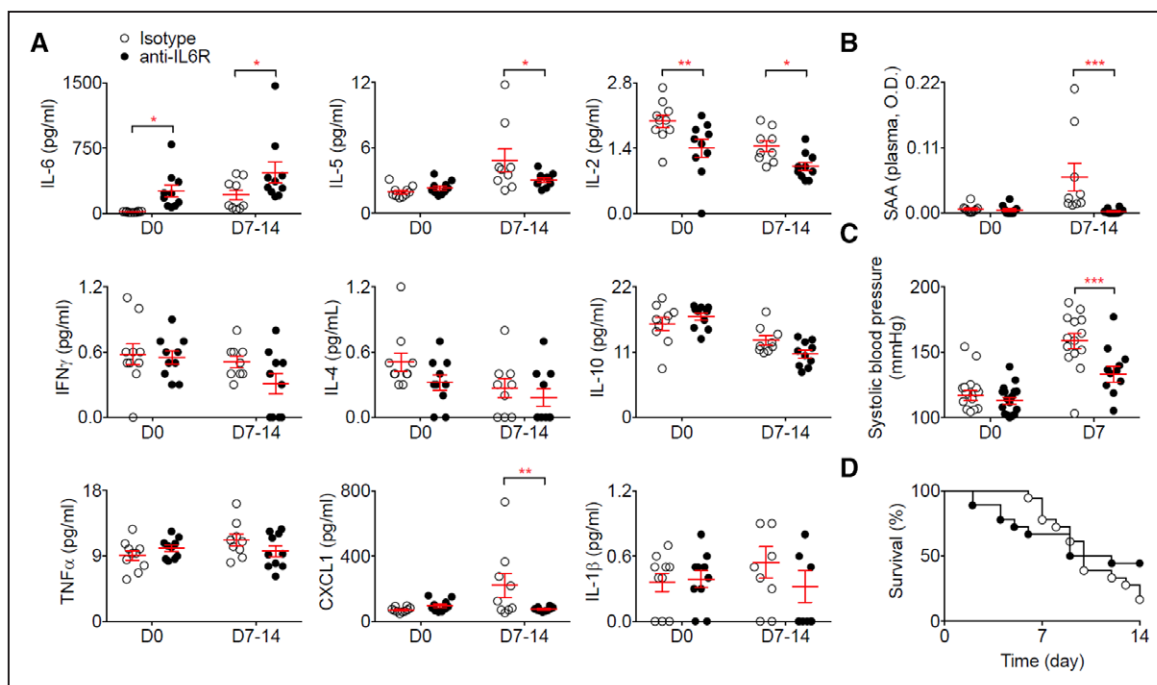 A
Isotype
anti-IL6R
IL-6 (pg/ml)
1500
750
0
*
*
D0
D7-14
IL-5 (pg/ml)
12
6
0
*
D0
D7-14
IL-2 (pg/ml)
2.8
1.4
0.0
**
*
D0
D7-14
B
SAA (plasma, O.D.)
0.22
0.11
0.00
***
D0
D7-14
IFNγ (pg/ml)
1.2
0.6
0.0
D0
D7-14
IL-4 (pg/mL)
1.2
0.6
0.0
D0
D7-14
IL-10 (pg/ml)
22
11
0
D0
D7-14
C
Systolic blood pressure
(mmHg)
200
150
100
***
D0
D7
TNFα (pg/ml)
18
9
0
D0
D7-14
CXCL1 (pg/ml)
800
400
0
**
D0
D7-14
IL-1β (pg/ml)
1.2
0.6
0.0
D0
D7-14
D
Survival (%)
100
50
0
0
7
14
Time (day)